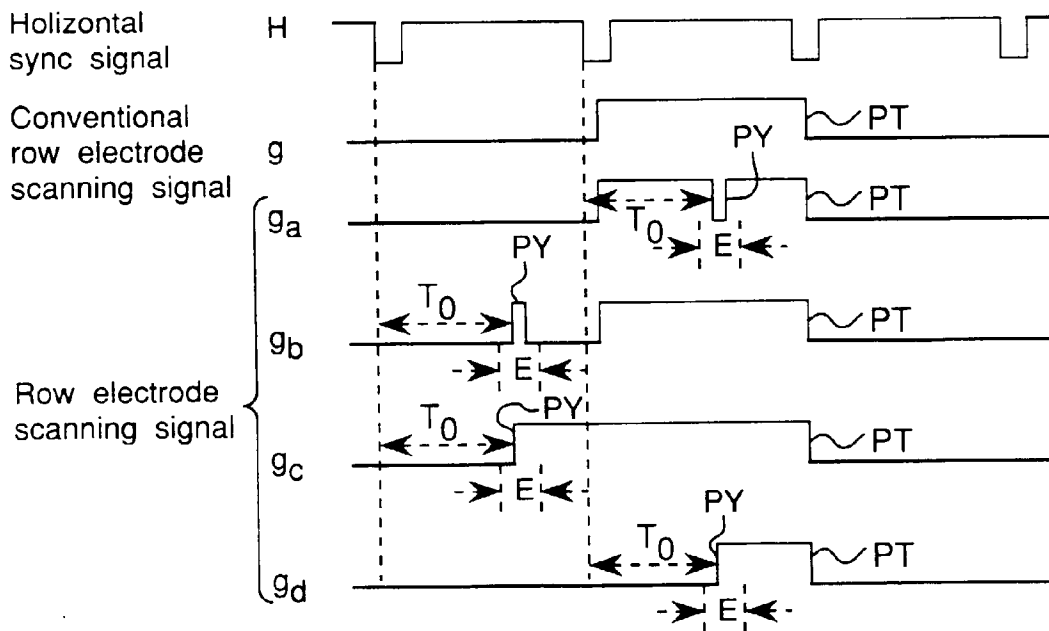 Holizontal
sync signal
H
Conventional
row electrode
scanning signal
g
PT
PY
ga
T0
E
PT
PY
T0
gb
E
PT
Row electrode
scanning signal
PY
T0
gc
E
PT
PY
T0
gd
E
PT